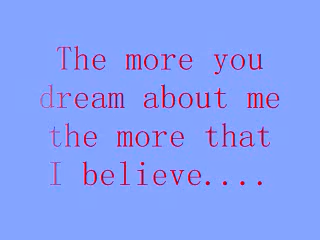 The more you
dream about me
the more that
I believe....